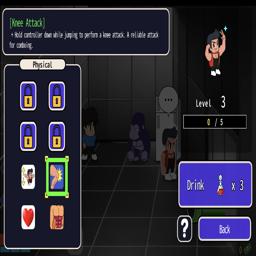 [Knee Attack]
• Hold controller down while jumping to perform a knee attack. A reliable attack
for comboing.
Physical
...
Level 3
0 / 5
Drink x 3
?
Back